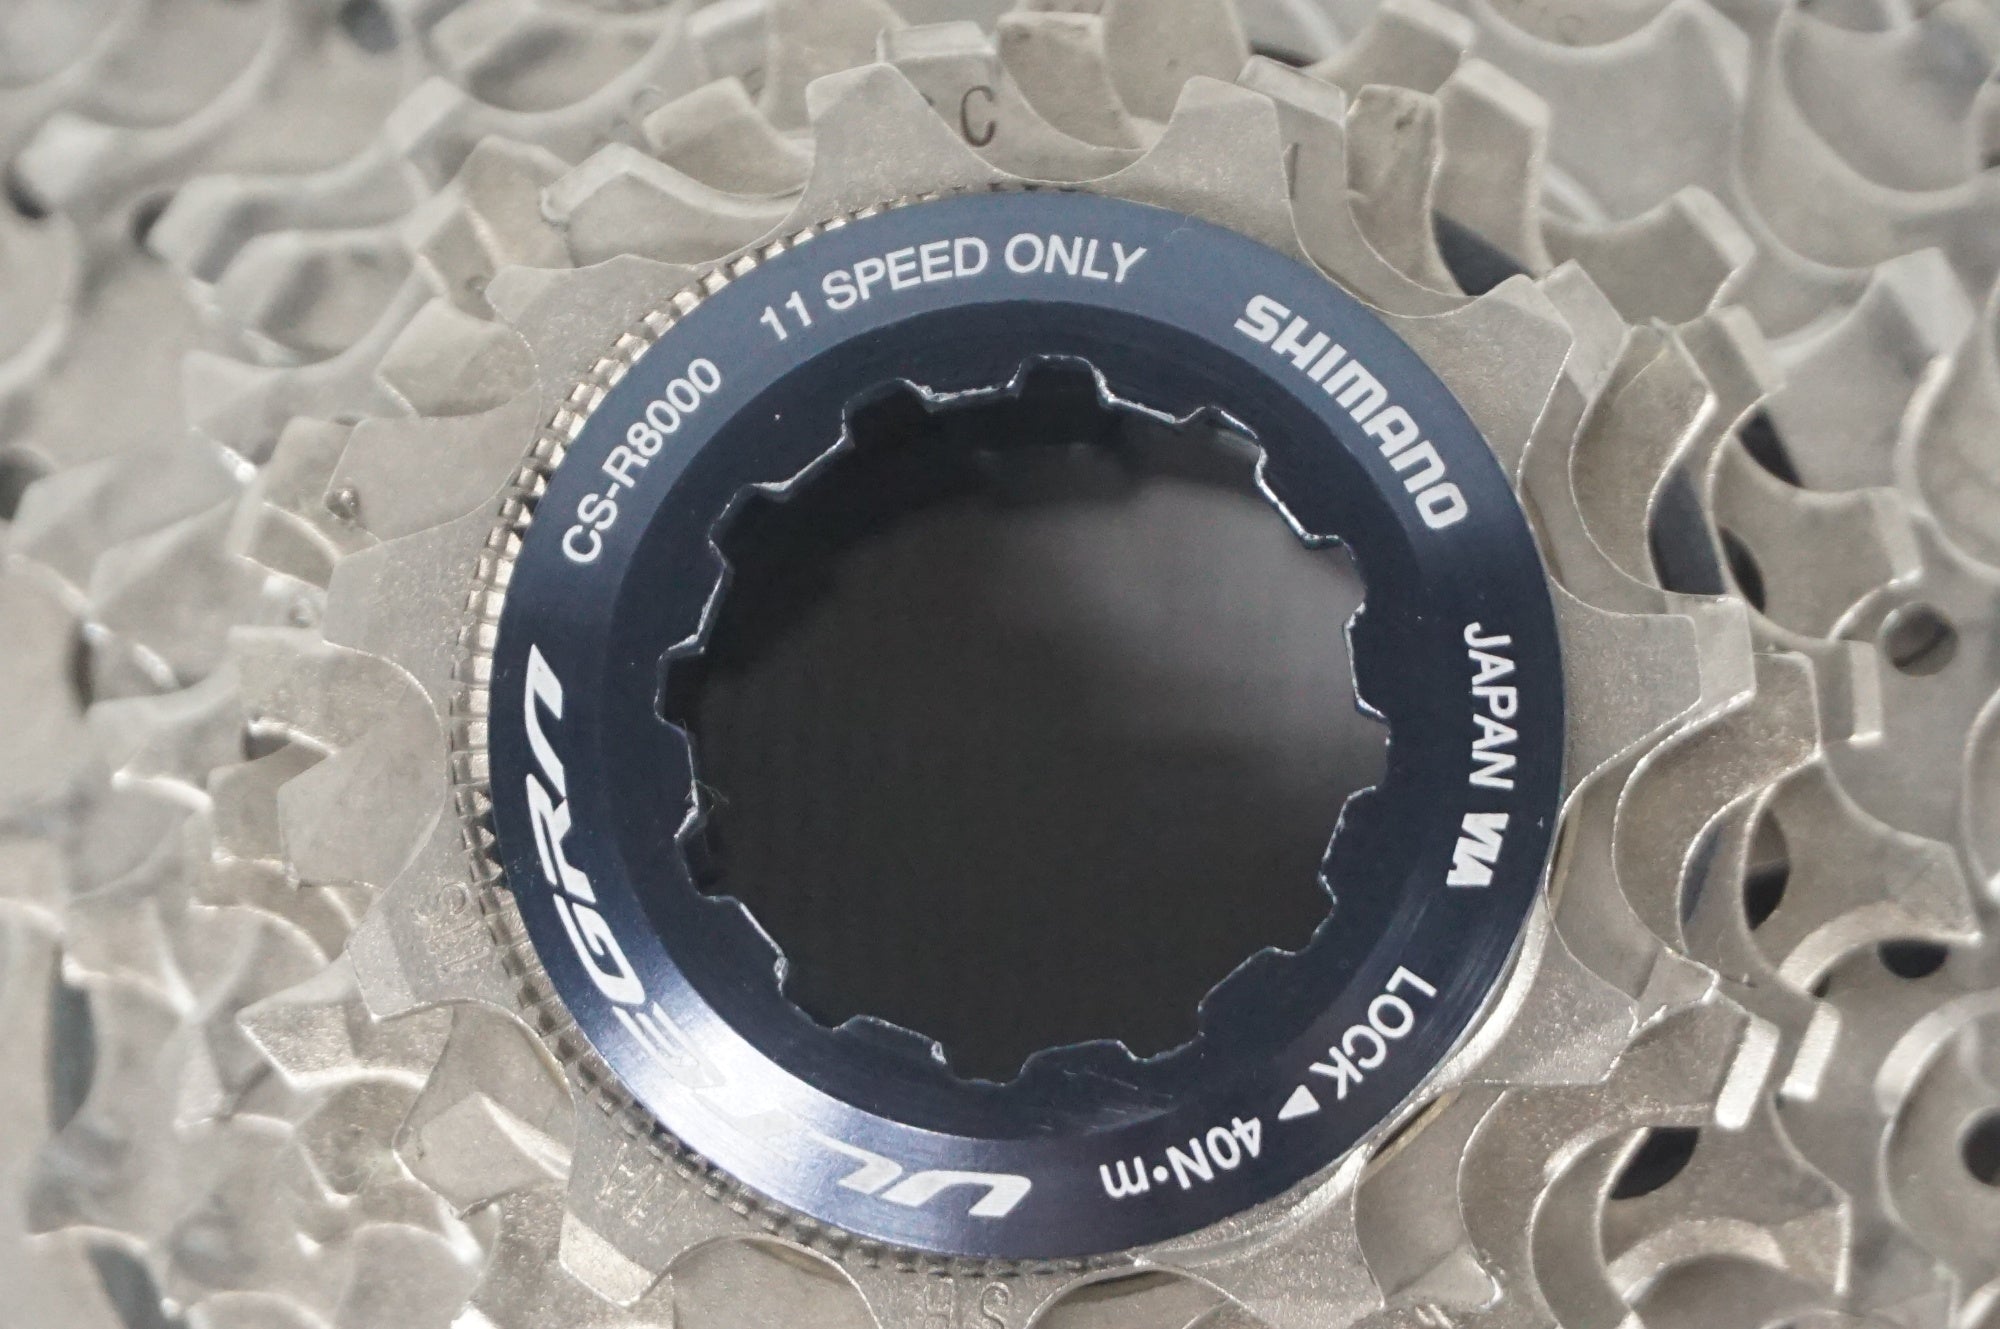 CS-R8000
11 SPEED ONLY
SHIMANO
JAPAN
LOCK ▶ 40N·m
ULTEGRA
C